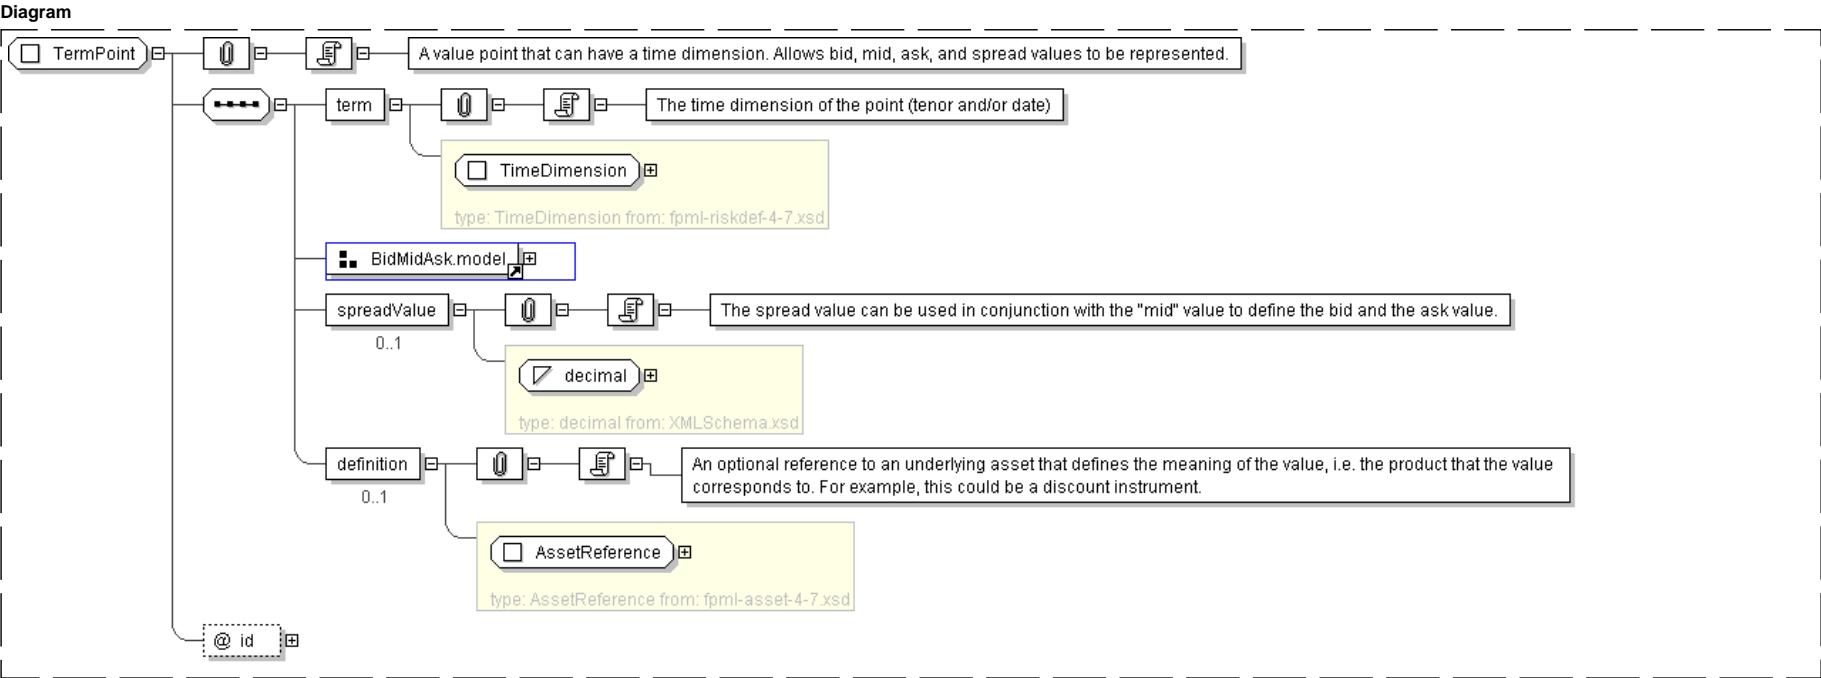 Diagram
TermPoint
A value point that can have a time dimension. Allows bid, mid, ask, and spread values to be represented.
term
The time dimension of the point (tenor and/or date)
TimeDimension
type: TimeDimension from: fpml-riskdef-4-7.xsd
BidMidAsk.model
spreadValue
The spread value can be used in conjunction with the "mid" value to define the bid and the ask value.
0..1
decimal
type: decimal from: XMLSchema.xsd
definition
An optional reference to an underlying asset that defines the meaning of the value, i.e. the product that the value
corresponds to. For example, this could be a discount instrument.
0..1
AssetReference
type: AssetReference from: fpml-asset-4-7.xsd
@ id